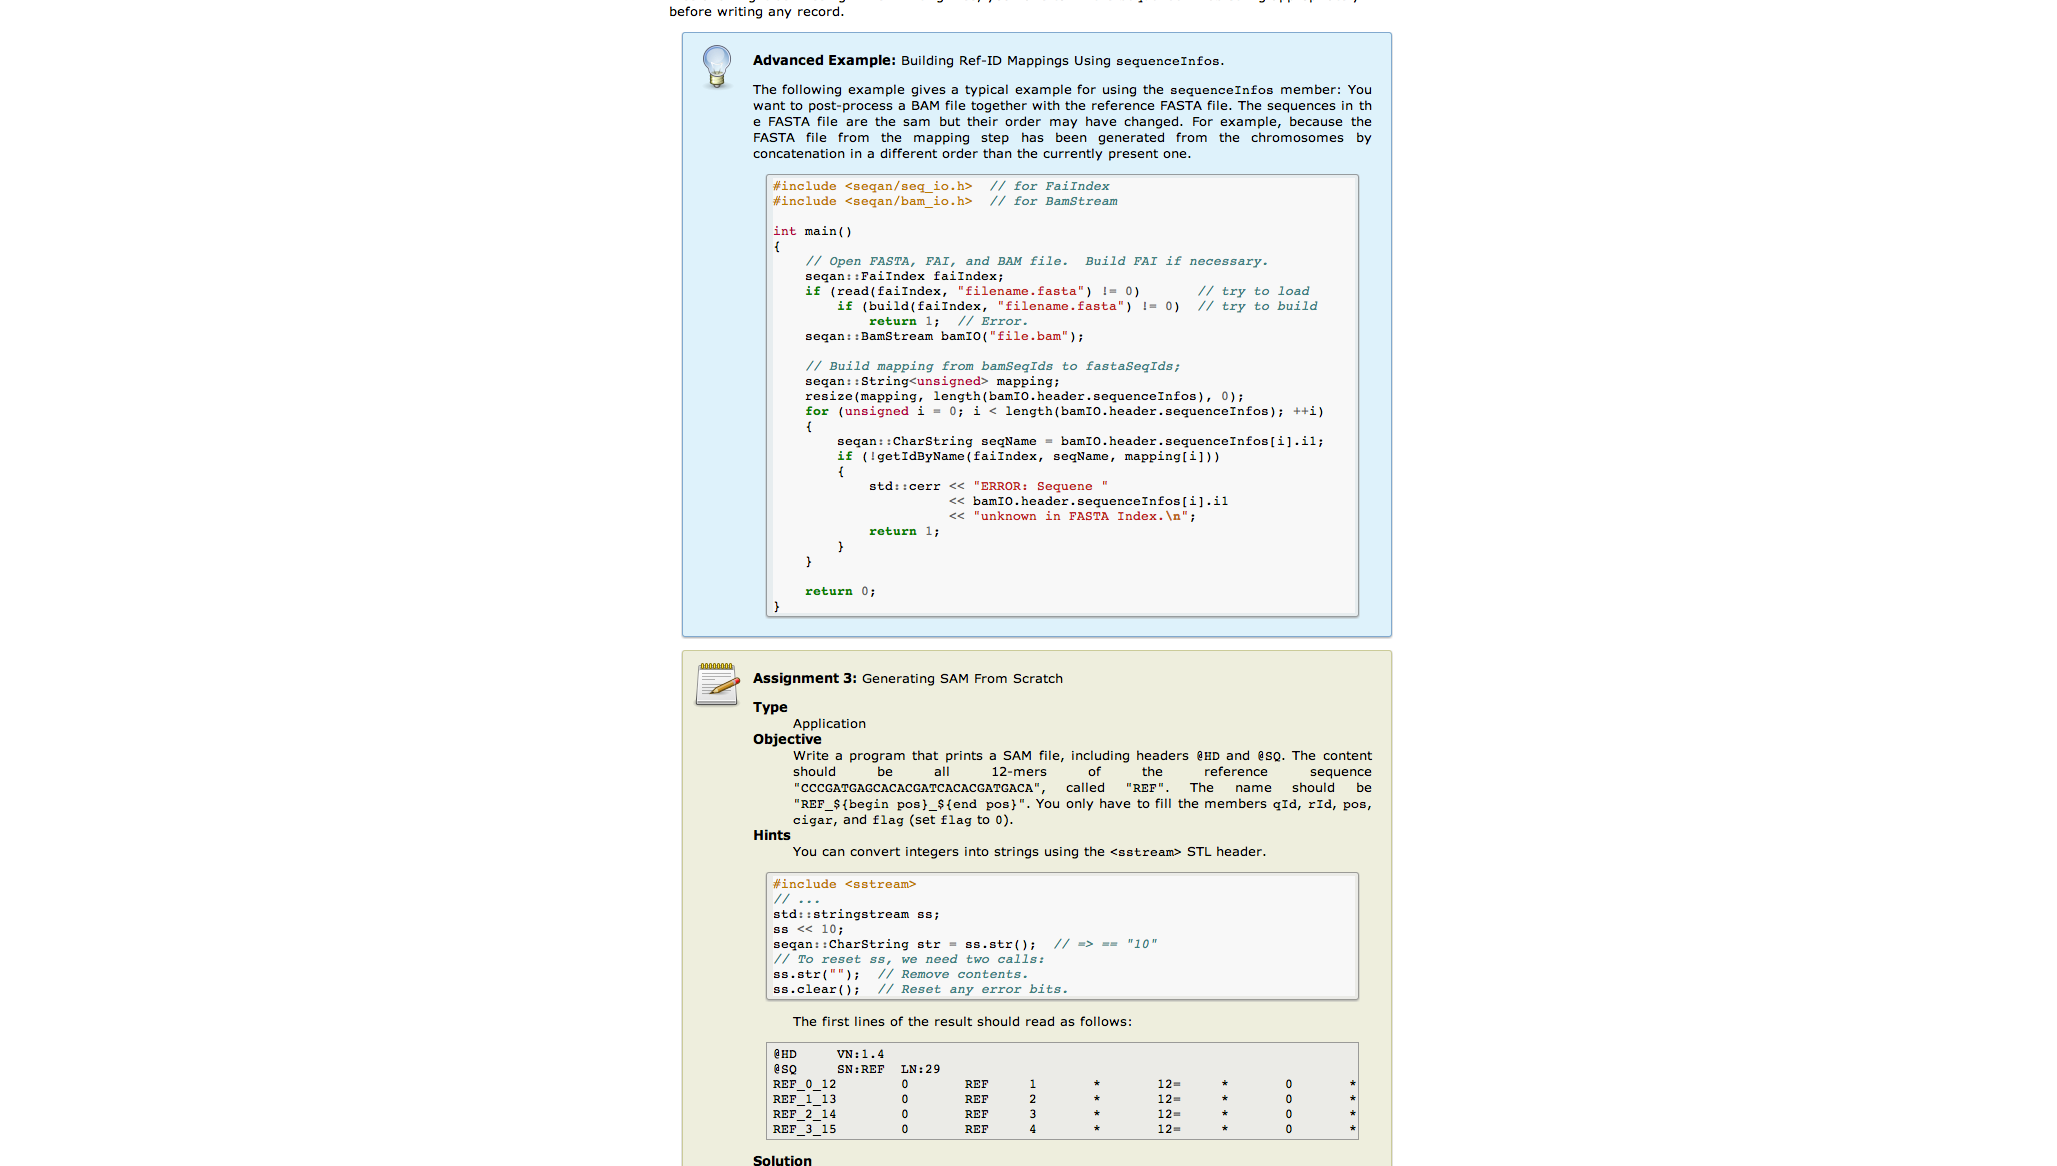 before writing any record.
Advanced Example: Building Ref-ID Mappings Using sequenceInfos.
The following example gives a typical example for using the sequenceInfos member: You
want to post-process a BAM file together with the reference FASTA file. The sequences in th
e FASTA file are the sam but their order may have changed. For example, because the
FASTA file from the mapping step has been generated from the chromosomes by
concatenation in a different order than the currently present one.
#include <seqan/seq_io.h>  // for FaiIndex
#include <seqan/bam_io.h>  // for BamStream
int main()
{
    // Open FASTA, FAI, and BAM file.  Build FAI if necessary.
    seqan::FaiIndex faiIndex;
    if (read(faiIndex, "filename.fasta") != 0)       // try to load
        if (build(faiIndex, "filename.fasta") != 0)  // try to build
            return 1;  // Error.
    seqan::BamStream bamIO("file.bam");
    // Build mapping from bamSeqIds to fastaSeqIds;
    seqan::String<unsigned> mapping;
    resize(mapping, length(bamIO.header.sequenceInfos), 0);
    for (unsigned i = 0; i < length(bamIO.header.sequenceInfos); ++i)
    {
        seqan::CharString seqName = bamIO.header.sequenceInfos[i].i1;
        if (!getIdByName(faiIndex, seqName, mapping[i]))
        {
            std::cerr << "ERROR: Sequene "
                      << bamIO.header.sequenceInfos[i].i1
                      << "unknown in FASTA Index.\n";
            return 1;
        }
    }
    return 0;
}
Assignment 3: Generating SAM From Scratch
Type
Application
Objective
Write a program that prints a SAM file, including headers @HD and @SQ. The content
should be all 12-mers of the reference sequence
"CCCGATGAGCACACGATCACACGATGACA", called "REF". The name should be
"REF_${begin pos}_${end pos}". You only have to fill the members qId, rId, pos,
cigar, and flag (set flag to 0).
Hints
You can convert integers into strings using the <sstream> STL header.
#include <sstream>
// ...
std::stringstream ss;
ss << 10;
seqan::CharString str = ss.str();  // => == "10"
// To reset ss, we need two calls:
ss.str("");  // Remove contents.
ss.clear();  // Reset any error bits.
The first lines of the result should read as follows:
@HD     VN:1.4
@SQ     SN:REF  LN:29
REF_0_12        0       REF     1       *       12=     *       0       *
REF_1_13        0       REF     2       *       12=     *       0       *
REF_2_14        0       REF     3       *       12=     *       0       *
REF_3_15        0       REF     4       *       12=     *       0       *
Solution